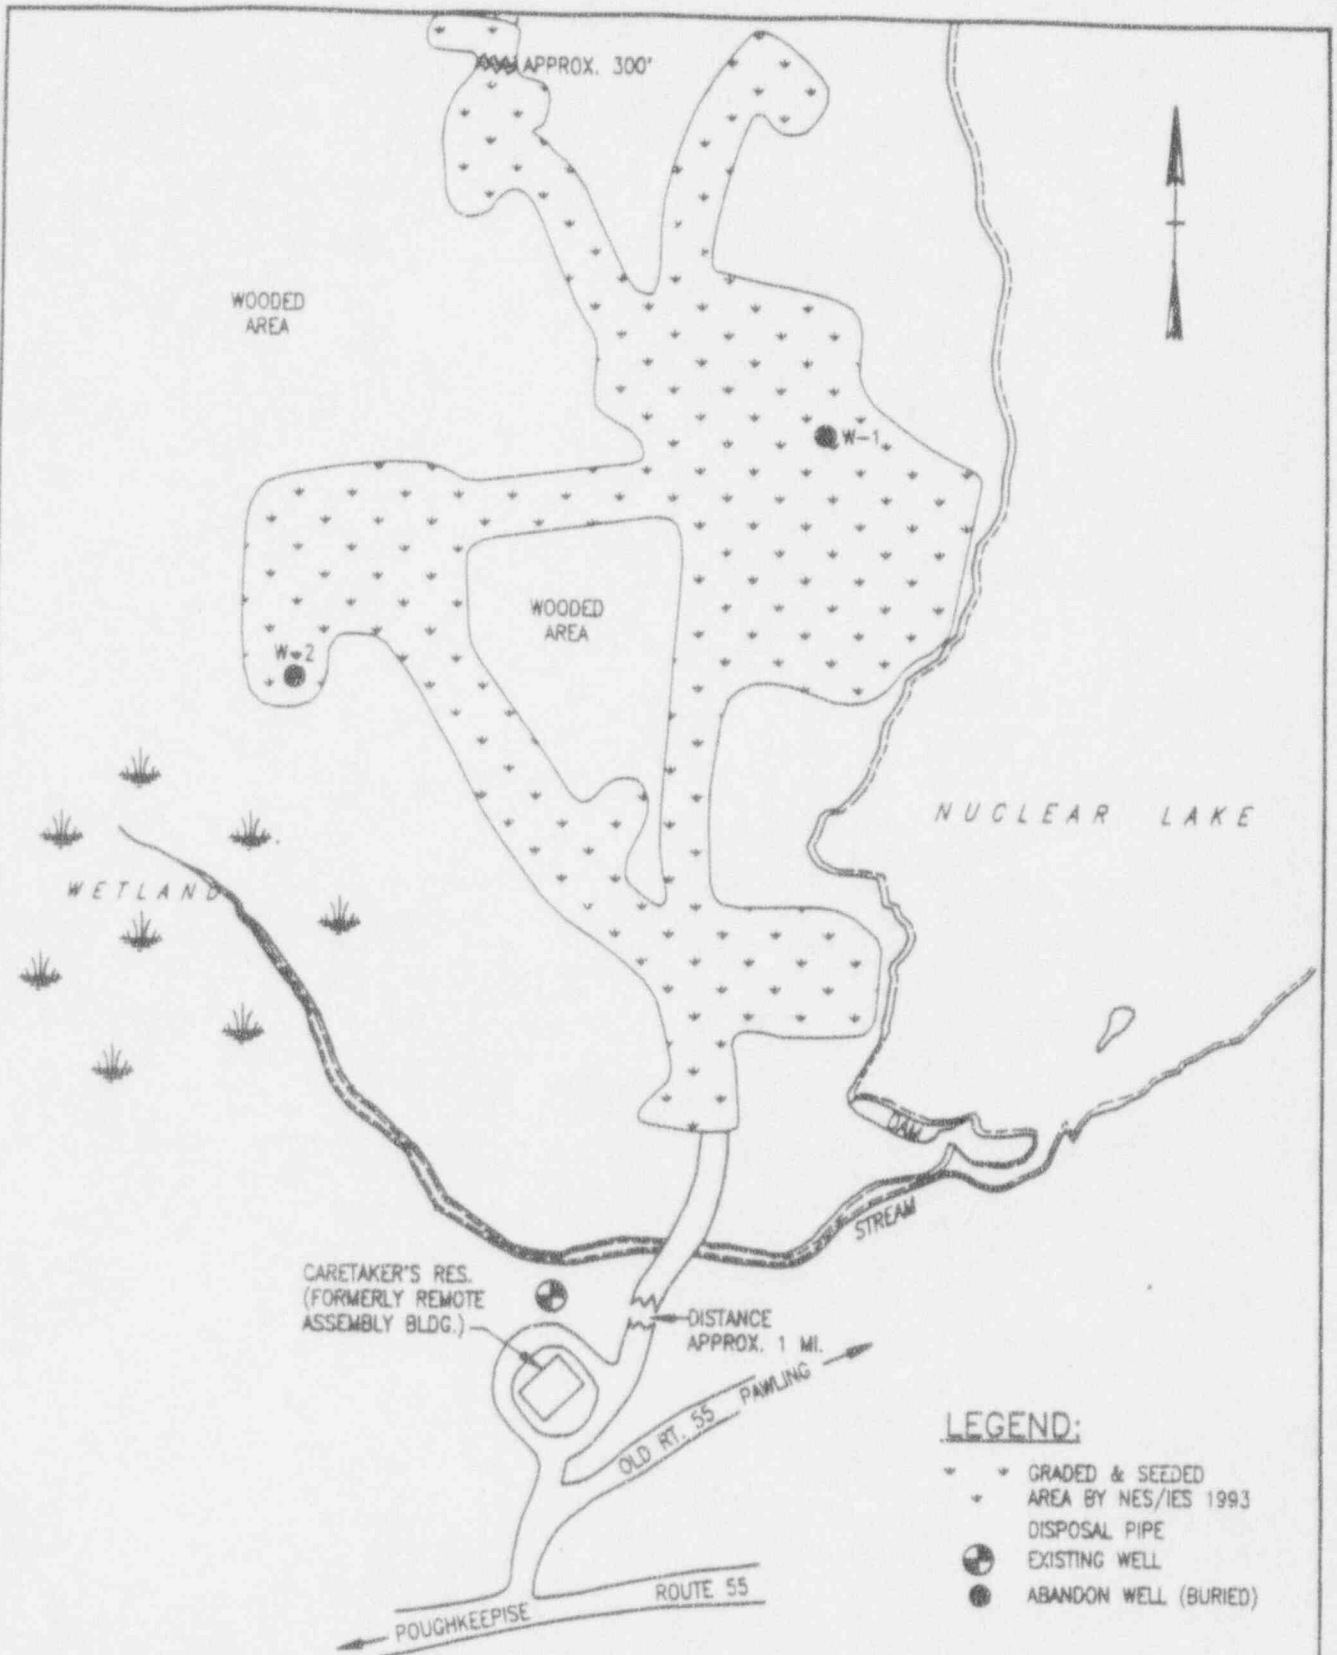 APPROX. 300'
WOODED
AREA
W-1
WOODED
AREA
W-2
NUCLEAR LAKE
WETLAND
DAM
STREAM
CARETAKER'S RES.
(FORMERLY REMOTE
ASSEMBLY BLDG.)
DISTANCE
APPROX. 1 MI.
OLD RT. 55 PAWLING
LEGEND:
GRADED & SEEDED
AREA BY NES/IES 1993
DISPOSAL PIPE
EXISTING WELL
ABANDON WELL (BURIED)
ROUTE 55
POUGHKEEPISE